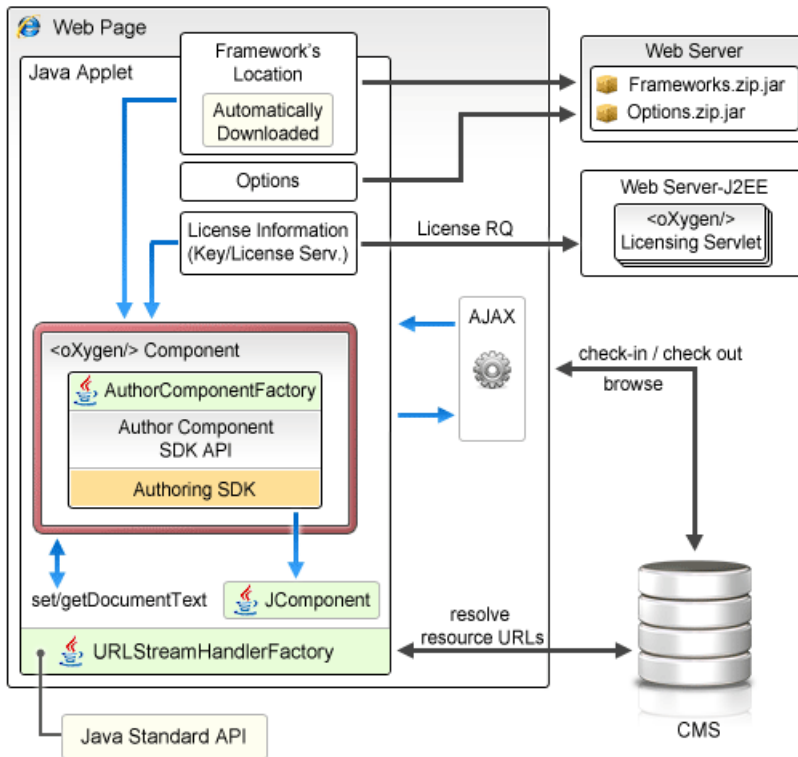 Web Page
Java Applet
Framework's
Location
Automatically
Downloaded
Options
License Information
(Key/License Serv.)
License RQ
Web Server
Frameworks.zip.jar
Options.zip.jar
Web Server-J2EE
<oXygen/>
Licensing Servlet
<oXygen/> Component
AuthorComponentFactory
Author Component
SDK API
Authoring SDK
AJAX
check-in / check out
browse
set/getDocumentText
JComponent
URLStreamHandlerFactory
resolve
resource URLs
CMS
Java Standard API